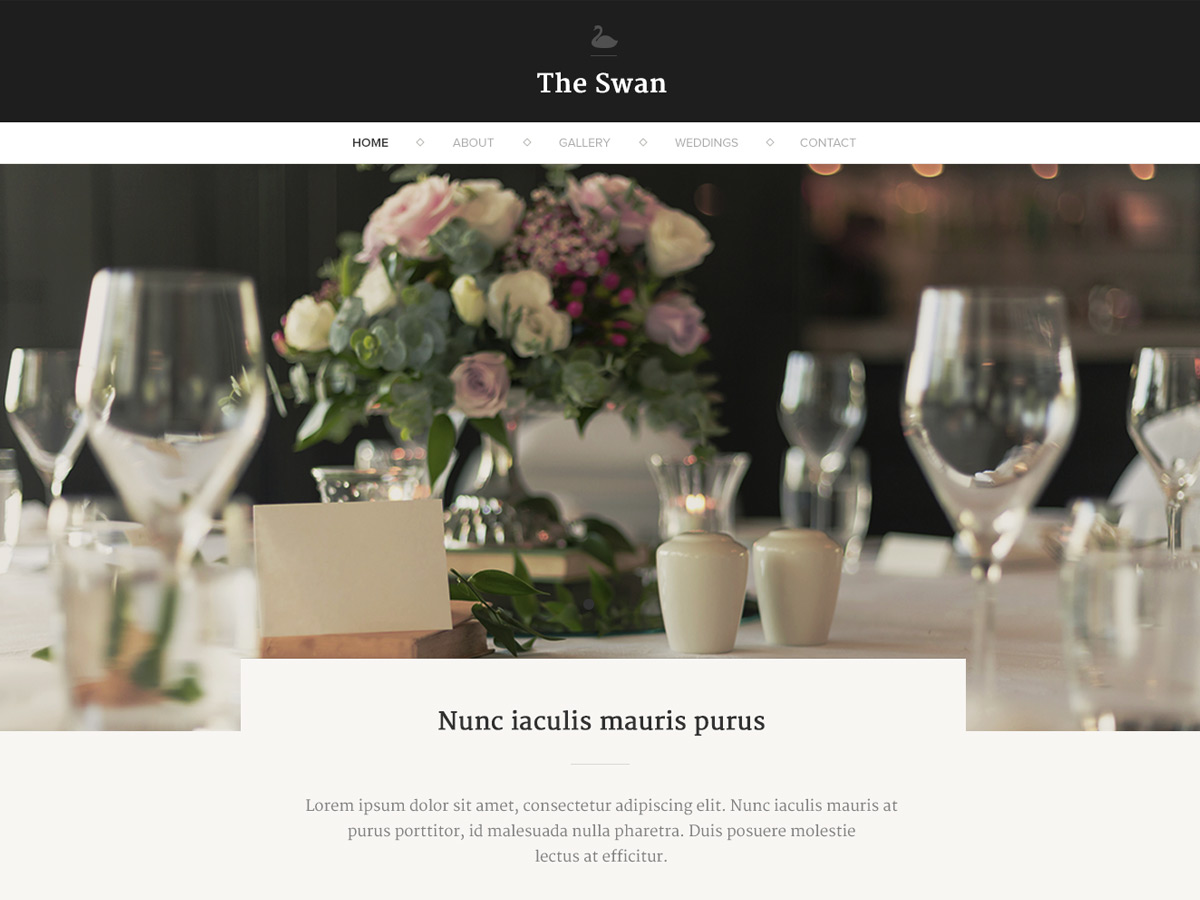 The Swan
HOME ABOUT GALLERY WEDDINGS CONTACT
Nunc iaculis mauris purus
Lorem ipsum dolor sit amet, consectetur adipiscing elit. Nunc iaculis mauris at
purus porttitor, id malesuada nulla pharetra. Duis posuere molestie
lectus at efficitur.